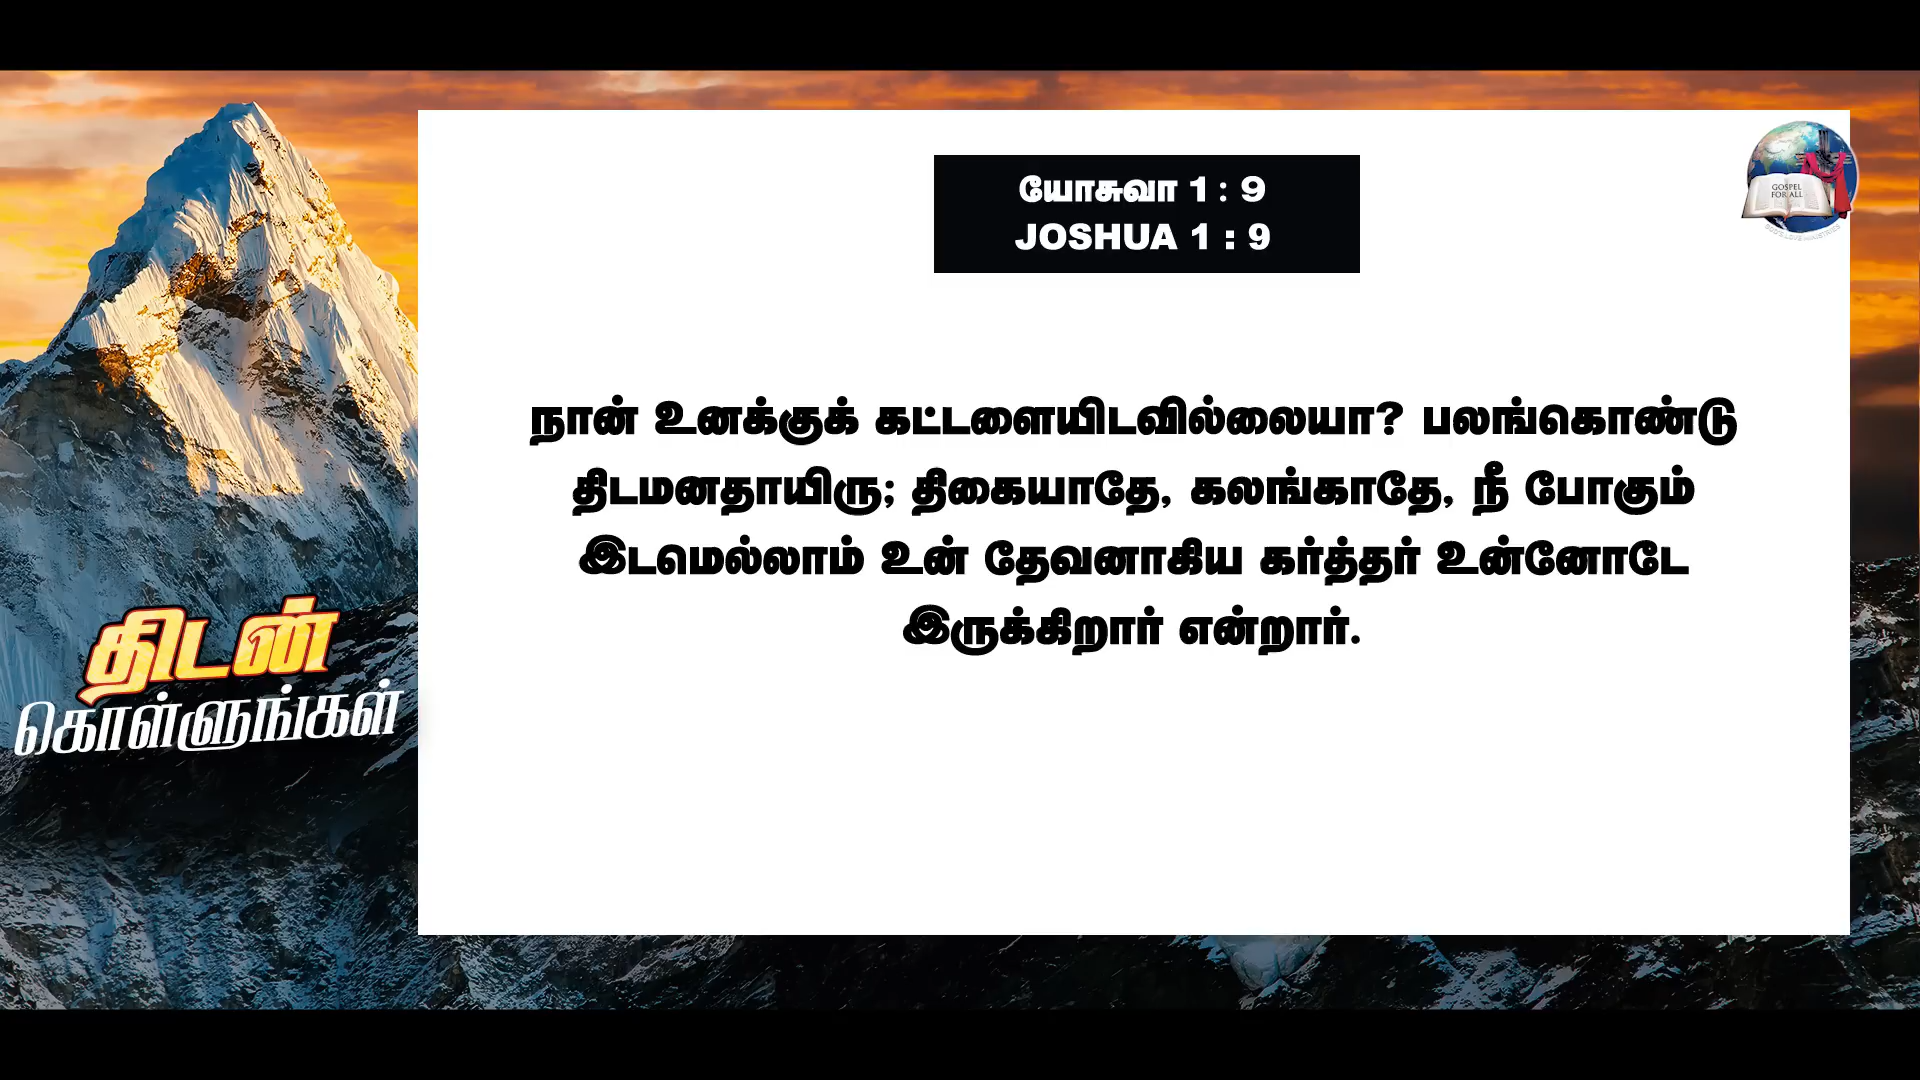 யோசுவா 1 : 9
JOSHUA 1 : 9
GOSPEL
FOR ALL
நான் உனக்குக் கட்டளையிடவில்லையா? பலங்கொண்டு
திடமனதாயிரு; திகையாதே, கலங்காதே, நீ போகும்
இடமெல்லாம் உன் தேவனாகிய கர்த்தர் உன்னோடே
இருக்கிறார் என்றார்.
திடன்
கொள்ளுங்கள்